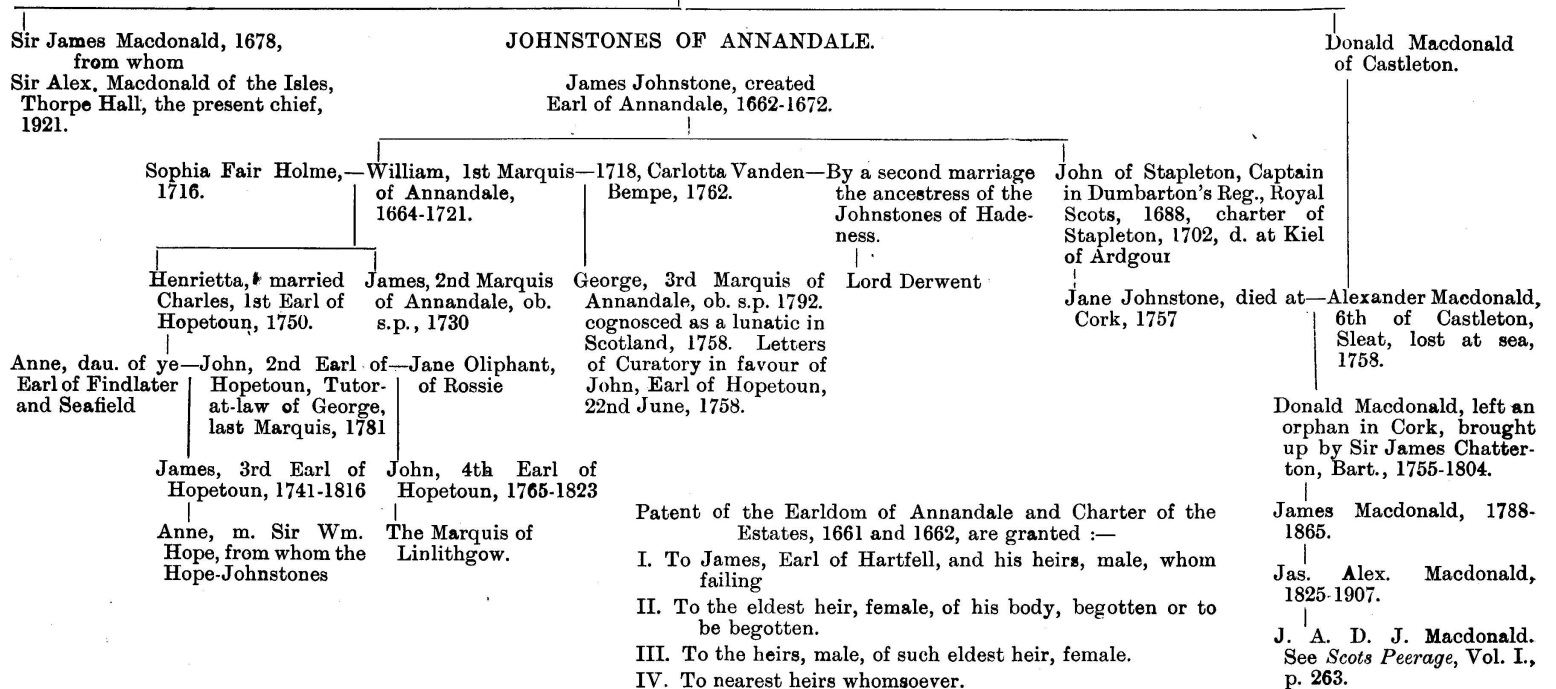 Sir James Macdonald, 1678,
from whom
Sir Alex. Macdonald of the Isles,
Thorpe Hall, the present chief,
1921.
JOHNSTONES OF ANNANDALE.
James Johnstone, created
Earl of Annandale, 1662-1672.
Donald Macdonald
of Castleton.
Sophia Fair Holme,—
1716.
William, 1st Marquis—
of Annandale,
1664-1721.
1718, Carlotta Vanden—
Bempe, 1762.
By a second marriage
the ancestress of the
Johnstones of Hade-
ness.
John of Stapleton, Captain
in Dumbarton's Reg., Royal
Scots, 1688, charter of
Stapleton, 1702, d. at Kiel
of Ardgour
Henrietta, married
Charles, 1st Earl of
Hopetoun, 1750.
James, 2nd Marquis
of Annandale, ob.
s.p., 1730
George, 3rd Marquis of
Annandale, ob. s.p. 1792.
cognosced as a lunatic in
Scotland, 1758. Letters
of Curatory in favour of
John, Earl of Hopetoun,
22nd June, 1758.
Lord Derwent
Jane Johnstone, died at—
Cork, 1757
Alexander Macdonald,
6th of Castleton,
Sleat, lost at sea,
1758.
Anne, dau. of ye—
Earl of Findlater
and Seafield
John, 2nd Earl of—
Hopetoun, Tutor-
at-law of George,
last Marquis, 1781
Jane Oliphant,
of Rossie
Donald Macdonald, left an
orphan in Cork, brought
up by Sir James Chatter-
ton, Bart., 1755-1804.
James, 3rd Earl of
Hopetoun, 1741-1816
John, 4th Earl of
Hopetoun, 1765-1823
Anne, m. Sir Wm.
Hope, from whom the
Hope-Johnstones
The Marquis of
Linlithgow.
Patent of the Earldom of Annandale and Charter of the
Estates, 1661 and 1662, are granted :—
I. To James, Earl of Hartfell, and his heirs, male, whom
failing
II. To the eldest heir, female, of his body, begotten or to
be begotten.
III. To the heirs, male, of such eldest heir, female.
IV. To nearest heirs whomsoever.
James Macdonald, 1788-
1865.
Jas. Alex. Macdonald,
1825-1907.
J. A. D. J. Macdonald.
See Scots Peerage, Vol. I.,
p. 263.